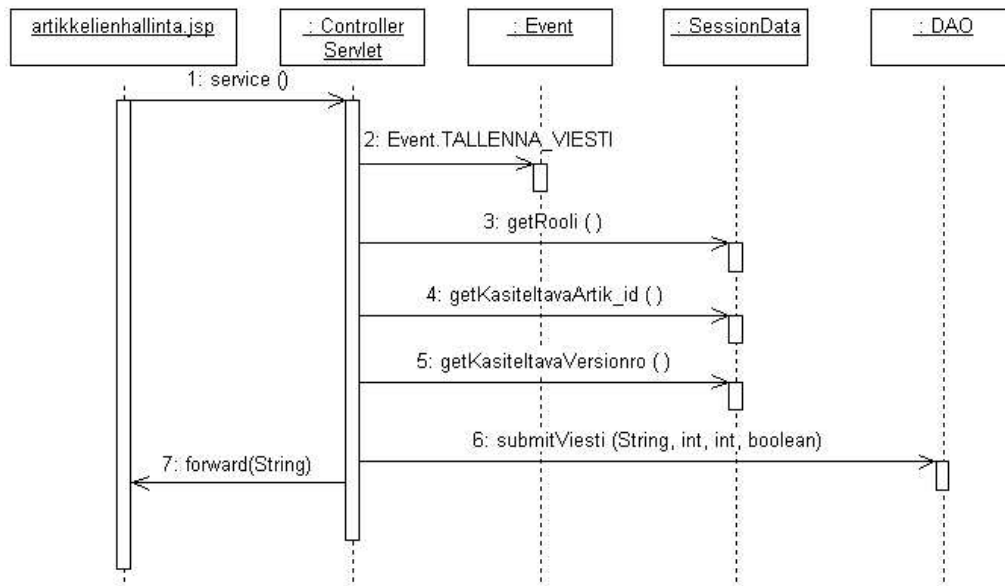 artikkelienhallinta.jsp
: Controller
Servlet
: Event
: SessionData
: DAO
1: service ()
2: Event.TALLENNA_VIESTI
3: getRooli ( )
4: getKasiteltavaArtik_id ( )
5: getKasiteltavaVersionro ( )
6: submitViesti (String, int, int, boolean)
7: forward(String)